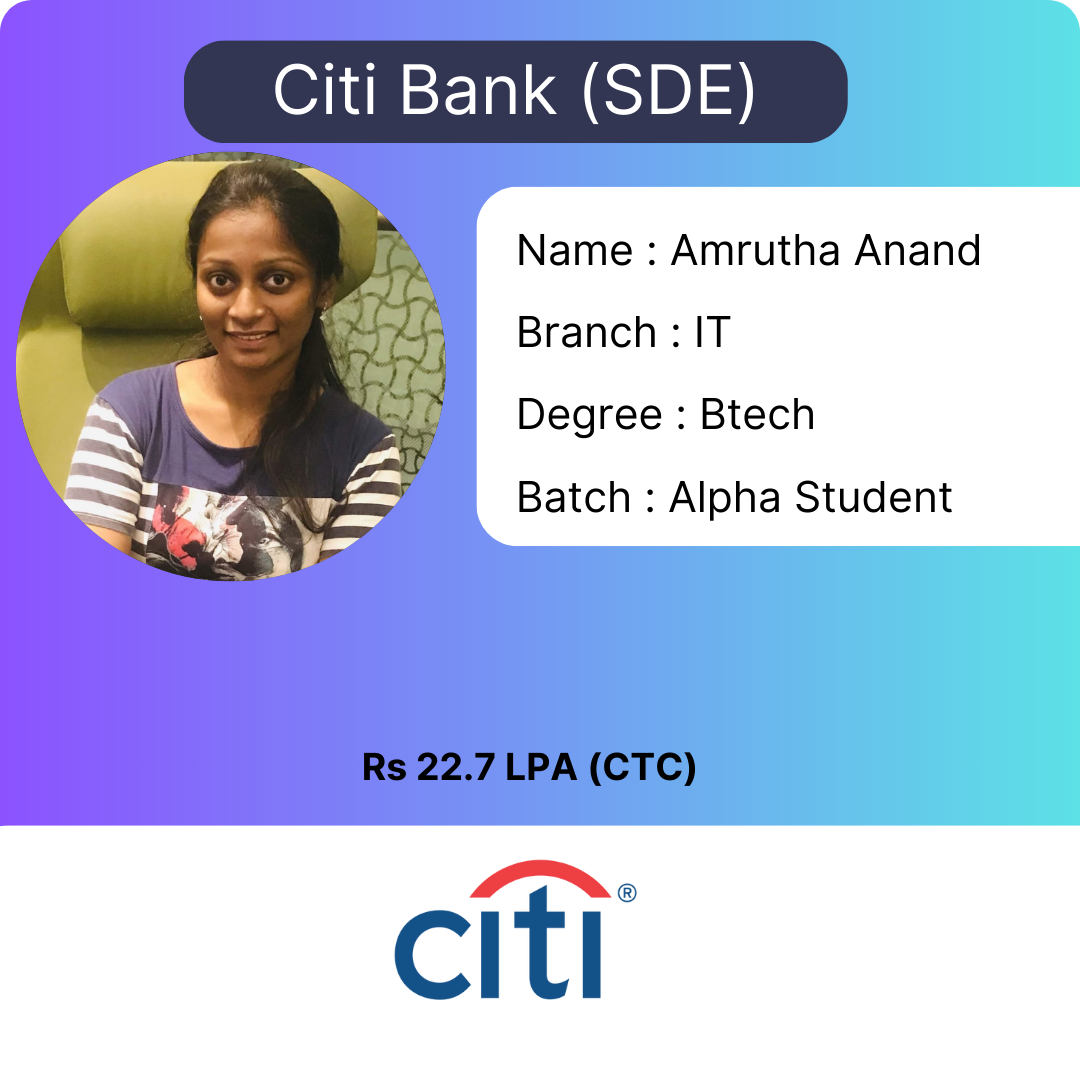 Citi Bank (SDE)
Name : Amrutha Anand
Branch : IT
Degree : Btech
Batch : Alpha Student
Rs 22.7 LPA (CTC)
citi®